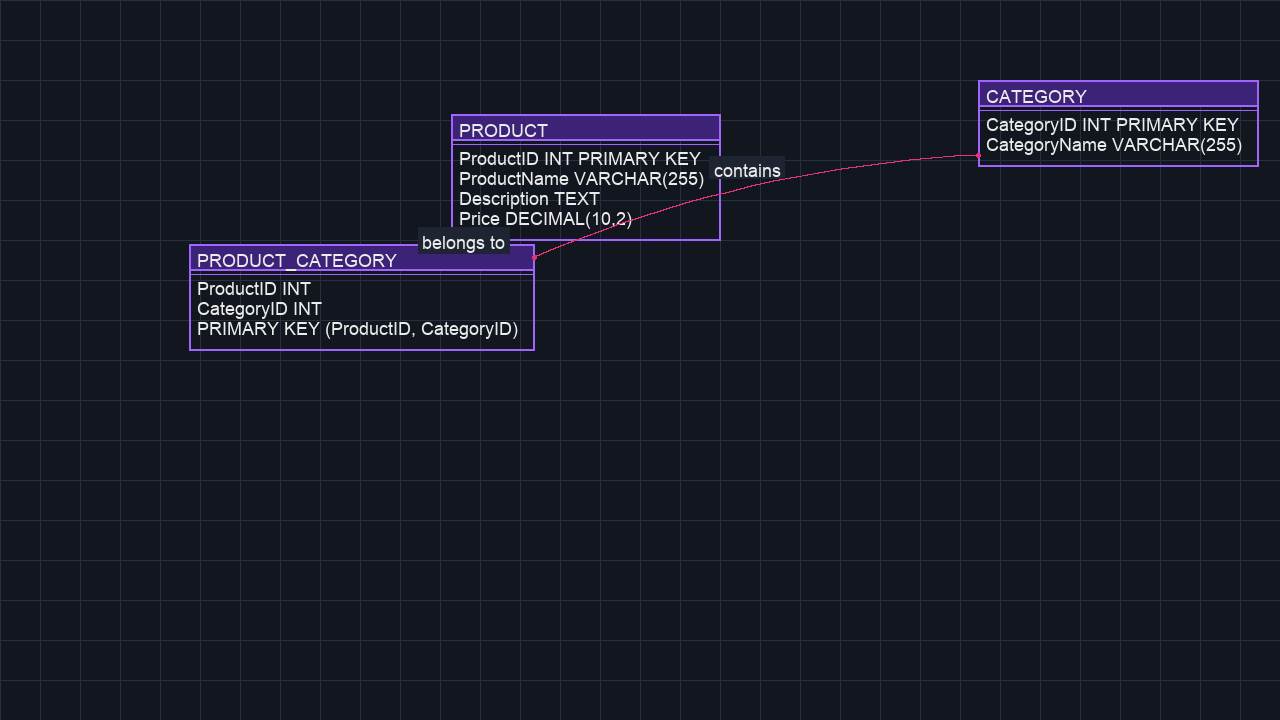 CATEGORY
CategoryID INT PRIMARY KEY
CategoryName VARCHAR(255)
PRODUCT
ProductID INT PRIMARY KEY
ProductName VARCHAR(255)
Description TEXT
Price DECIMAL(10,2)
contains
belongs to
PRODUCT_CATEGORY
ProductID INT
CategoryID INT
PRIMARY KEY (ProductID, CategoryID)